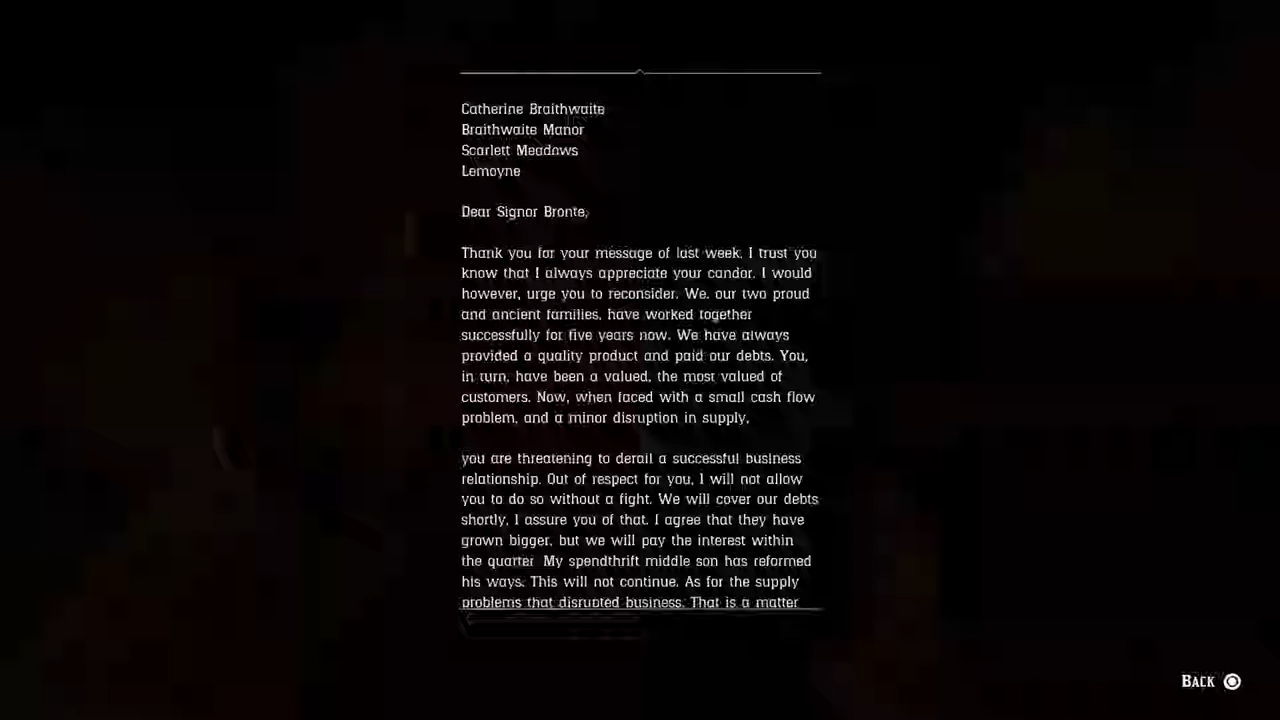 Catherine Braithwaite
Braithwaite Manor
Scarlett Meadows
Lemoyne
Dear Signor Bronte,
Thank you for your message of last week. I trust you
know that I always appreciate your candor. I would
however, urge you to reconsider. We, our two proud
and ancient families, have worked together
successfully for five years now. We have always
provided a quality product and paid our debts. You,
in turn, have been a valued, the most valued of
customers. Now, when faced with a small cash flow
problem, and a minor disruption in supply,
you are threatening to derail a successful business
relationship. Out of respect for you, I will not allow
you to do so without a fight. We will cover our debts
shortly, I assure you of that. I agree that they have
grown bigger, but we will pay the interest within
the quarter. My spendthrift middle son has reformed
his ways. This will not continue. As for the supply
problems that disrupted business. That is a matter
BACK